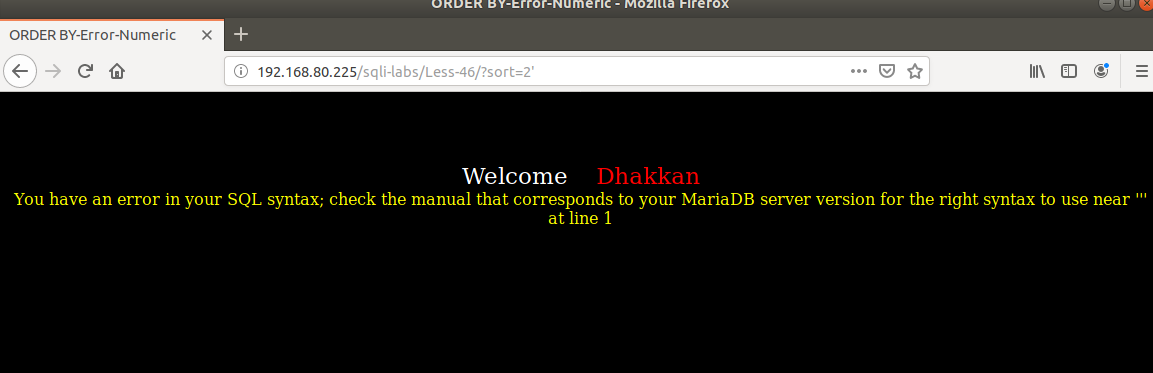 ORDER BY-Error-Numeric - Mozilla Firefox
ORDER BY-Error-Numeric
192.168.80.225/sqli-labs/Less-46/?sort=2'
Welcome Dhakkan
You have an error in your SQL syntax; check the manual that corresponds to your MariaDB server version for the right syntax to use near '''
at line 1